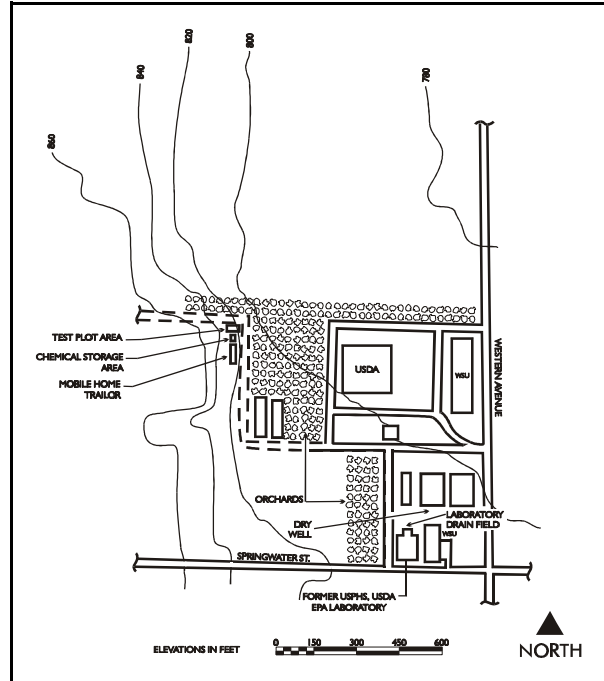 820
800
840
780
860
TEST PLOT AREA
CHEMICAL STORAGE
AREA
MOBILE HOME
TRAILOR
USDA
WSU
WESTERN AVENUE
ORCHARDS
DRY
WELL
LABORATORY
DRAIN FIELD
WSU
SPRINGWATER ST.
FORMER USPHS, USDA
EPA LABORATORY
ELEVATIONS IN FEET
0 150 300 450 600
NORTH